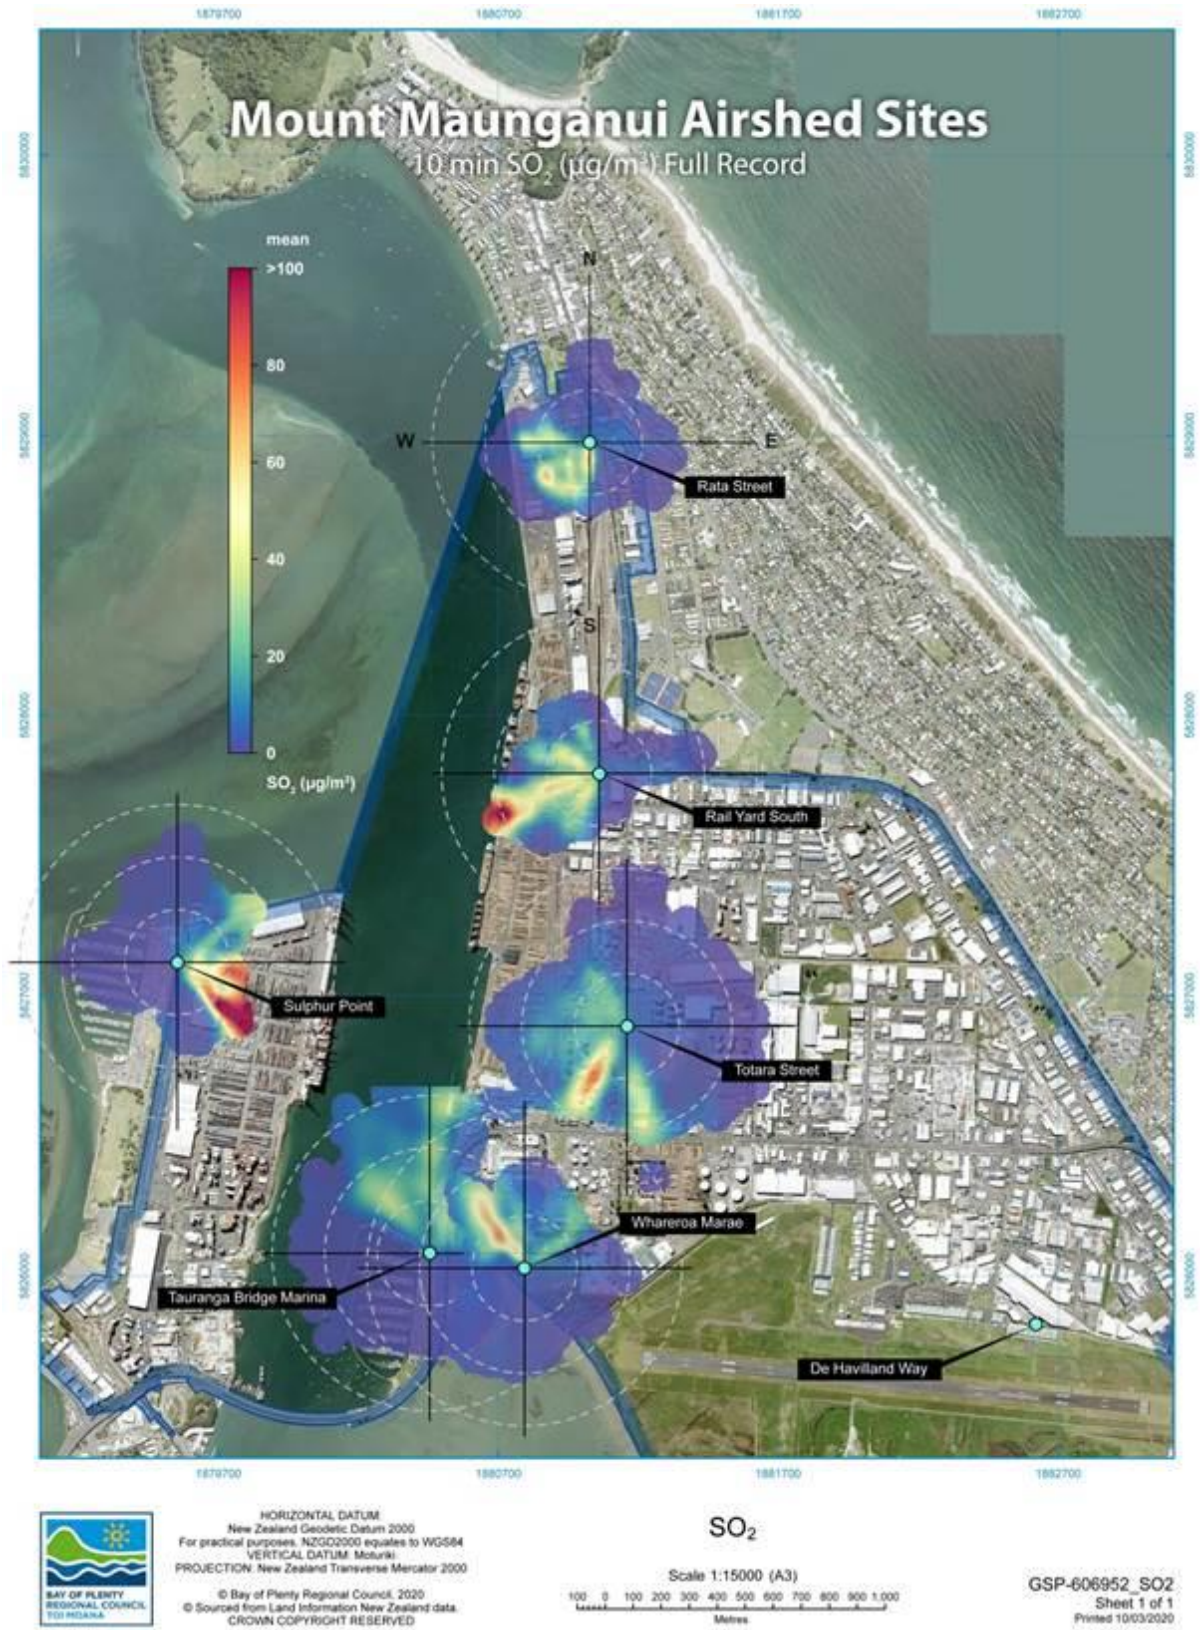 1879700 1880700 1881700 1882700
Mount Maunganui Airshed Sites
10 min SO₂ (µg/m³) Full Record
5830000 5830000
mean
>100
80
60
40
20
0
SO₂ (µg/m³)
N
W E
S
5829000 5829000
Rata Street
5828000 5828000
Rail Yard South
5827000 5827000
Sulphur Point
Totara Street
Whareroa Marae
5826000 5826000
Tauranga Bridge Marina
De Havilland Way
1879700 1880700 1881700 1882700
BAY OF PLENTY
REGIONAL COUNCIL
TOI MOANA
HORIZONTAL DATUM:
New Zealand Geodetic Datum 2000
For practical purposes, NZGD2000 equates to WGS84
VERTICAL DATUM: Moturiki
PROJECTION: New Zealand Transverse Mercator 2000
© Bay of Plenty Regional Council, 2020
© Sourced from Land Information New Zealand data.
CROWN COPYRIGHT RESERVED
SO₂
Scale 1:15000 (A3)
100 0 100 200 300 400 500 600 700 800 900 1,000
Metres
GSP-606952_SO2
Sheet 1 of 1
Printed 10/03/2020